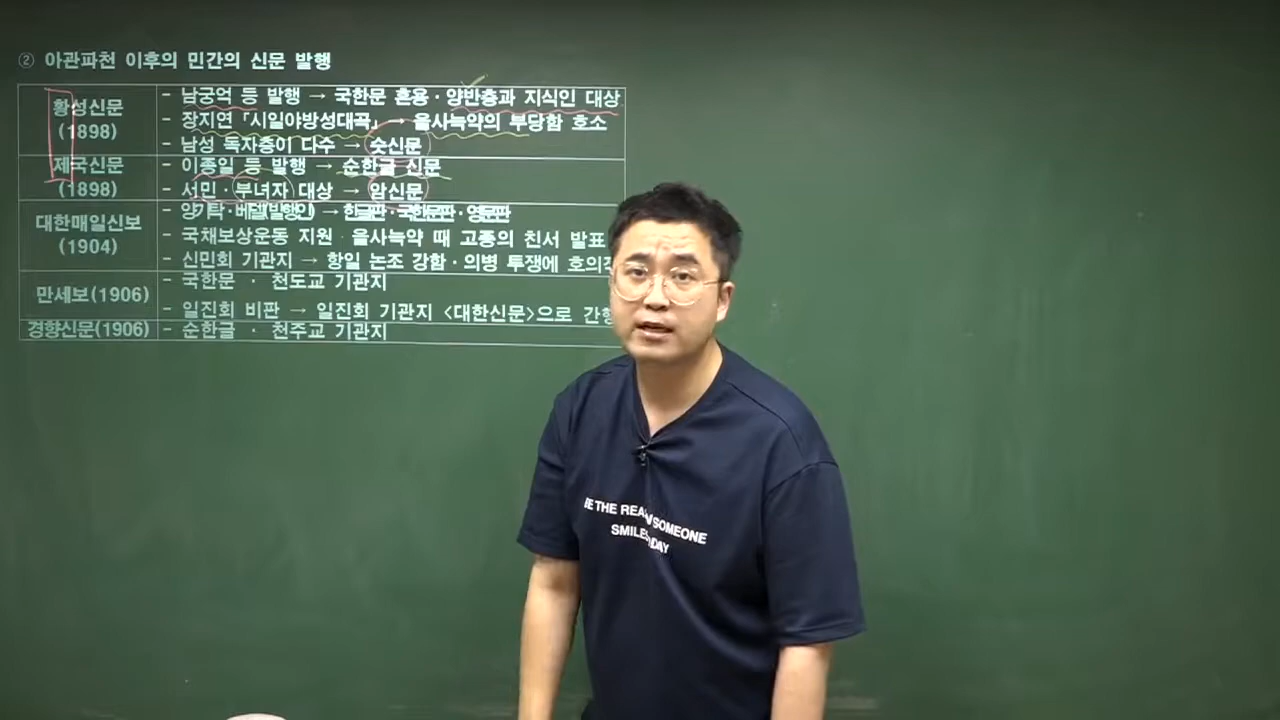 ② 아관파천 이후의 민간의 신문 발행
황성신문
(1898)
- 남궁억 등 발행 → 국한문 혼용·양반층과 지식인 대상
- 장지연「시일야방성대곡」→ 을사늑약의 부당함 호소
- 남성 독자층이 다수 → 숫신문
제국신문
(1898)
- 이종일 등 발행 → 순한글 신문
- 서민·부녀자 대상 → 암신문
대한매일신보
(1904)
- 양기탁·베델(발행인) → 한글판·국한문판·영문판
- 국채보상운동 지원·을사늑약 때 고종의 친서 발표
- 신민회 기관지 → 항일 논조 강함·의병 투쟁에
만세보(1906)
- 국한문 · 천도교 기관지
- 일진회 비판 → 일진회 기관지 <대한신문>으로
경향신문(1906)
- 순한글 · 천주교 기관지
THE SOMEONE